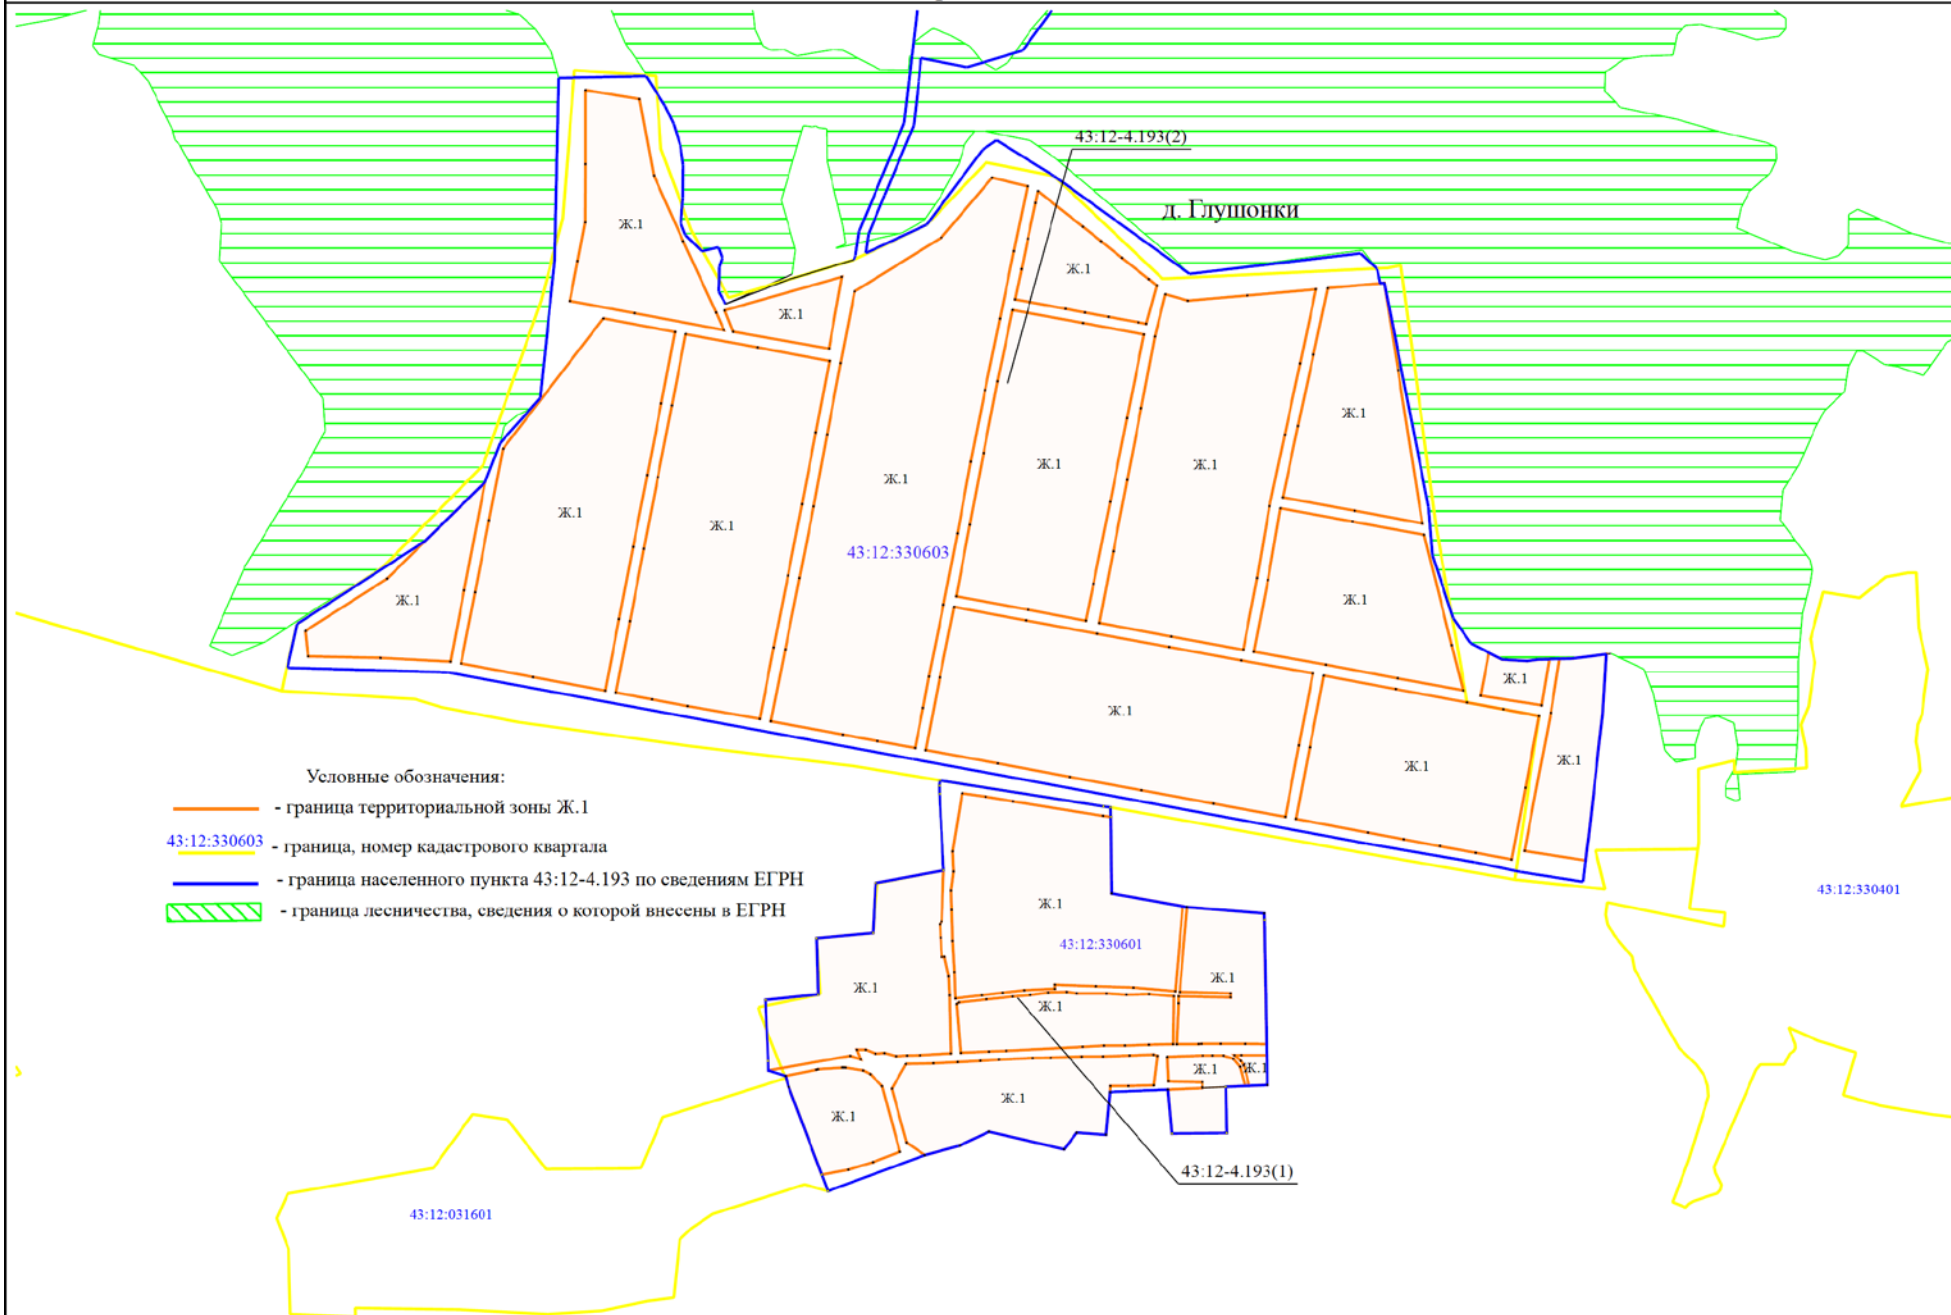 43:12-4.193(2)
д. Глушонки
Ж.1
Ж.1
Ж.1
Ж.1
Ж.1
Ж.1
Ж.1
Ж.1
Ж.1
Ж.1
43:12:330603
Ж.1
Ж.1
Ж.1
Ж.1
Ж.1
Ж.1
Условные обозначения:
- граница территориальной зоны Ж.1
43:12:330603 - граница, номер кадастрового квартала
- граница населенного пункта 43:12-4.193 по сведениям ЕГРН
- граница лесничества, сведения о которой внесены в ЕГРН
43:12:330401
Ж.1
43:12:330601
Ж.1
Ж.1
Ж.1
Ж.1
Ж.1
Ж.1
Ж.1
43:12-4.193(1)
43:12:031601